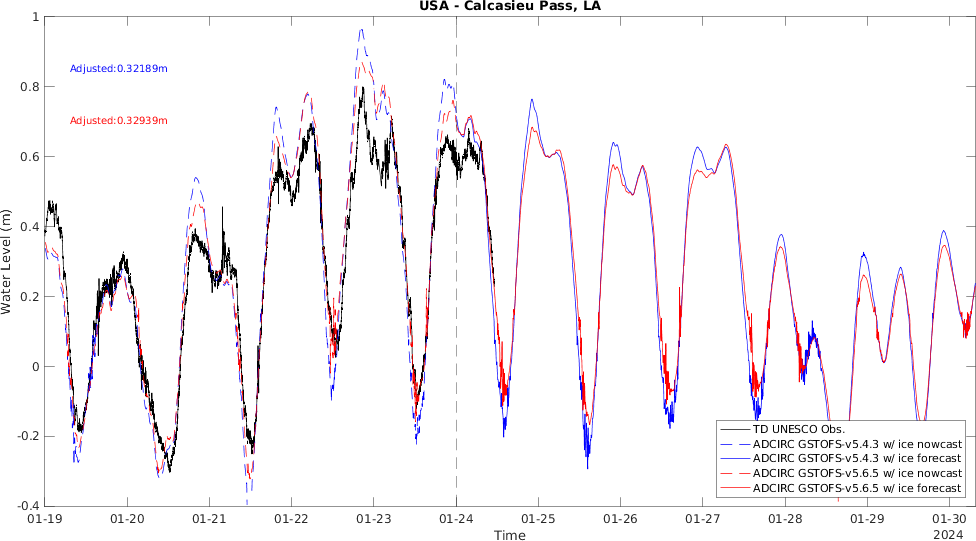 USA - Calcasieu Pass, LA
Adjusted:0.32189m
Adjusted:0.32939m
Water Level (m)
1
0.8
0.6
0.4
0.2
0
-0.2
-0.4
TD UNESCO Obs.
ADCIRC GSTOFS-v5.4.3 w/ ice nowcast
ADCIRC GSTOFS-v5.4.3 w/ ice forecast
ADCIRC GSTOFS-v5.6.5 w/ ice nowcast
ADCIRC GSTOFS-v5.6.5 w/ ice forecast
01-19 01-20 01-21 01-22 01-23 01-24 01-25 01-26 01-27 01-28 01-29 01-30
Time 2024